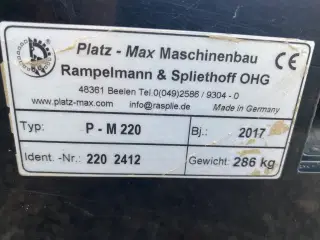 Platz - Max Maschinenbau
Rampelmann & Spliethoff OHG
48361 Beelen Tel.0(049)2586 / 9304 - 0
www.platz-max.com info@rasplie.de Made in Germany
CE
Typ: P - M 220 Bj.: 2017
Ident. -Nr.: 220 2412 Gewicht: 286 kg